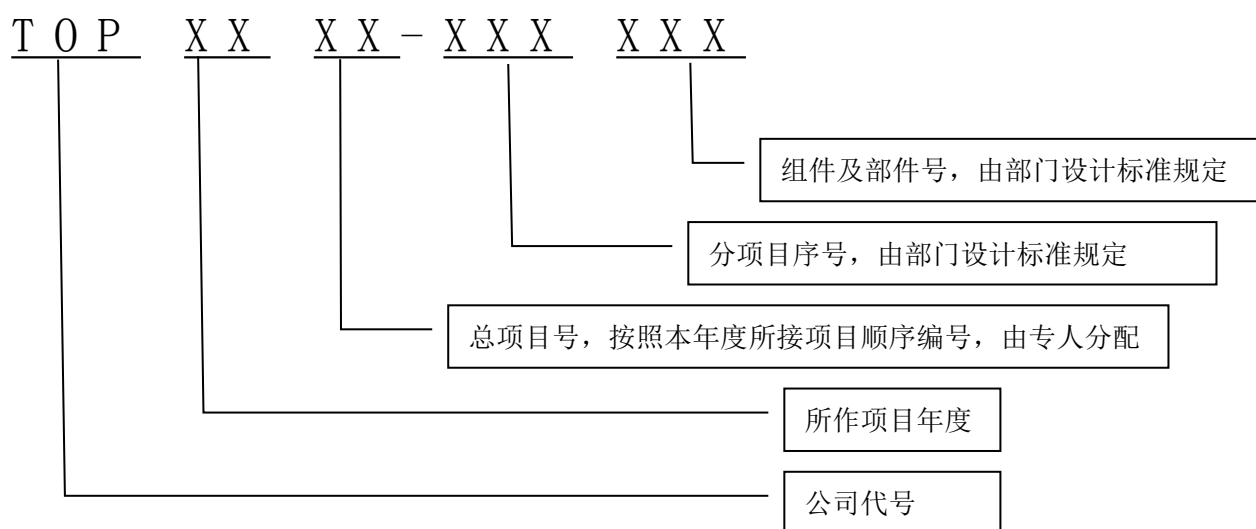 TOP XX XX-XXX XXX
组件及部件号，由部门设计标准规定
分项目序号，由部门设计标准规定
总项目号，按照本年度所接项目顺序编号，由专人分配
所作项目年度
公司代号